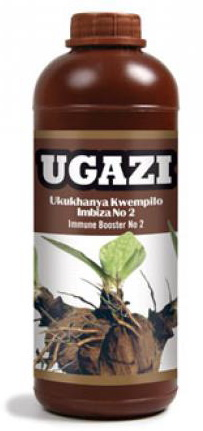 UGAZI
Ukukhanya Kwempilo
Imbiza No 2
Immune Booster No 2